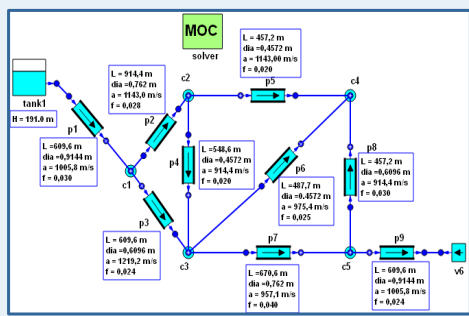 MOC
solver
L = 457,2 m
dia =0,4572 m
a = 1143,00 m/s
f = 0,020
tank1
H = 191.0 m
L = 914,4 m
dia =0,762 m
a = 1143,0 m/s
f = 0,028
c2
p5
c4
p1
p2
p4
p8
L =548,6 m
dia =0,4572 m
a = 914,4 m/s
f = 0,020
L = 457,2 m
dia =0,6096 m
a = 914,4 m/s
f = 0,030
L =609,6 m
dia =0,9144 m
a = 1005,8 m/s
f = 0,030
c1
p6
L =487,7 m
dia =0.4572 m
a = 975,4 m/s
f = 0,025
p3
p7
p9
L = 609,6 m
dia =0,6096 m
a = 1219,2 m/s
f = 0,024
c3
c5
v6
L =670,6 m
dia =0,762 m
a = 957,1 m/s
f = 0,040
L = 609,6 m
dia =0,9144 m
a = 1005,8 m/s
f = 0,024